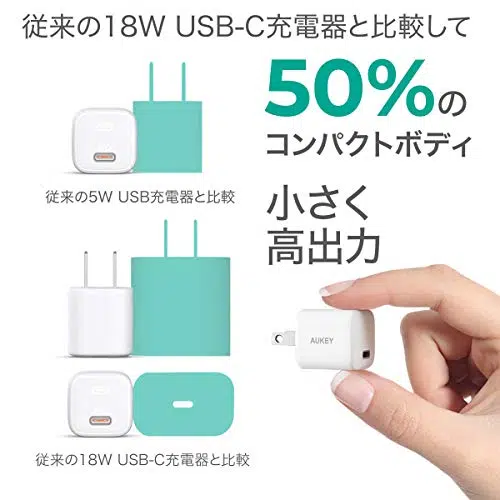 従来の18W USB-C充電器と比較して
50%の
コンパクトボディ
従来の5W USB充電器と比較
小さく
高出力
AUKEY
従来の18W USB-C充電器と比較